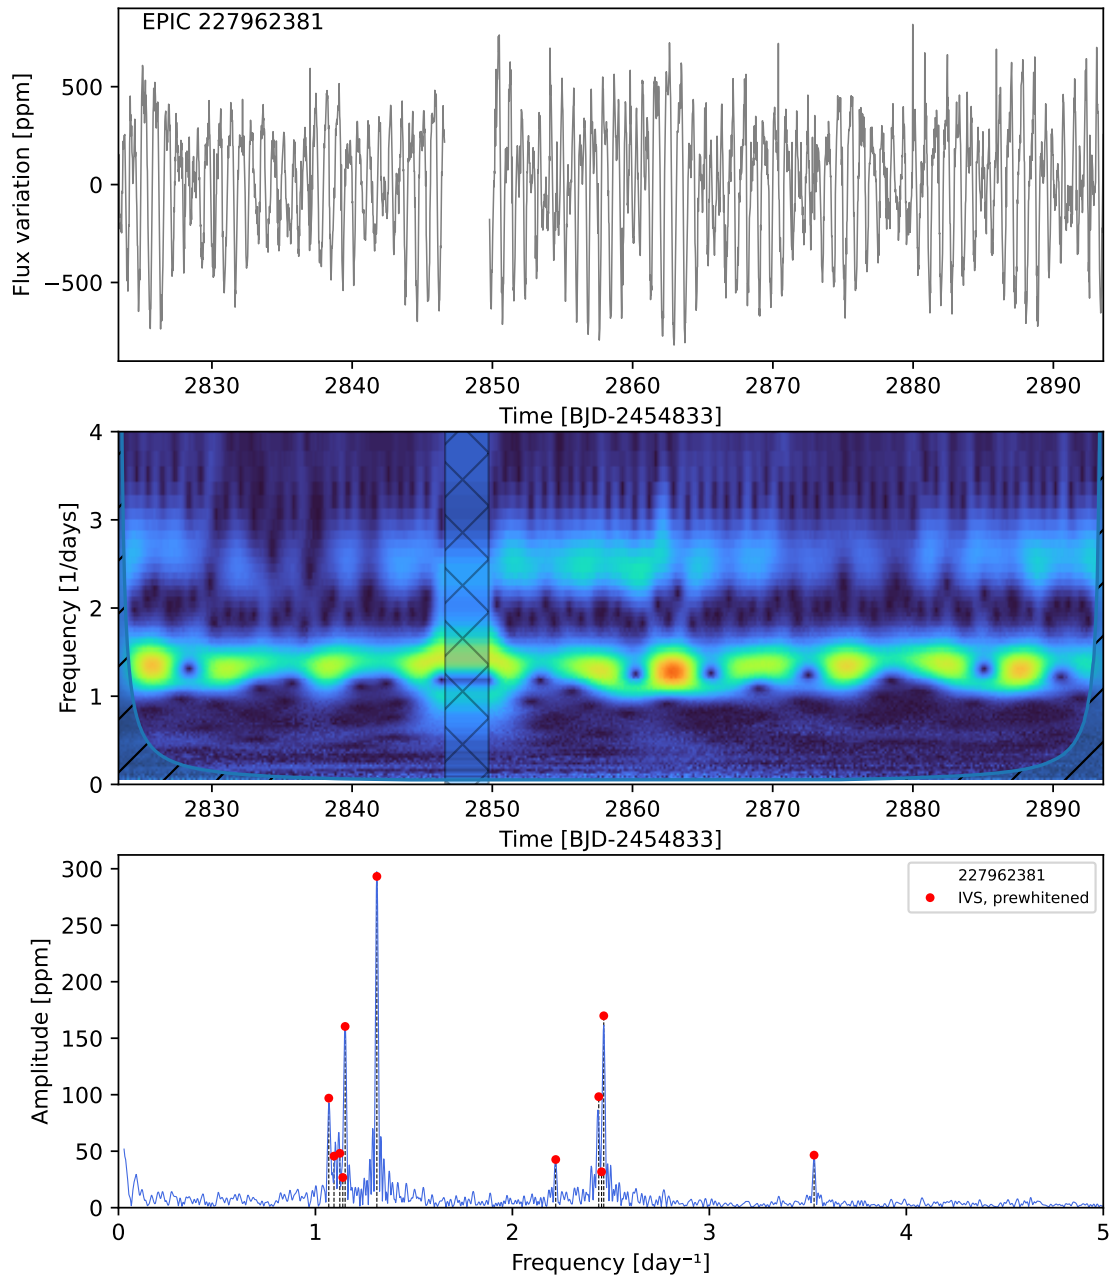 EPIC 227962381
500
0
−500
Flux variation [ppm]
2830 2840 2850 2860 2870 2880 2890
Time [BJD-2454833]
4
3
2
1
0
Frequency [1/days]
2830 2840 2850 2860 2870 2880 2890
Time [BJD-2454833]
227962381
IVS, prewhitened
300
250
200
150
100
50
0
Amplitude [ppm]
0 1 2 3 4 5
Frequency [day⁻¹]